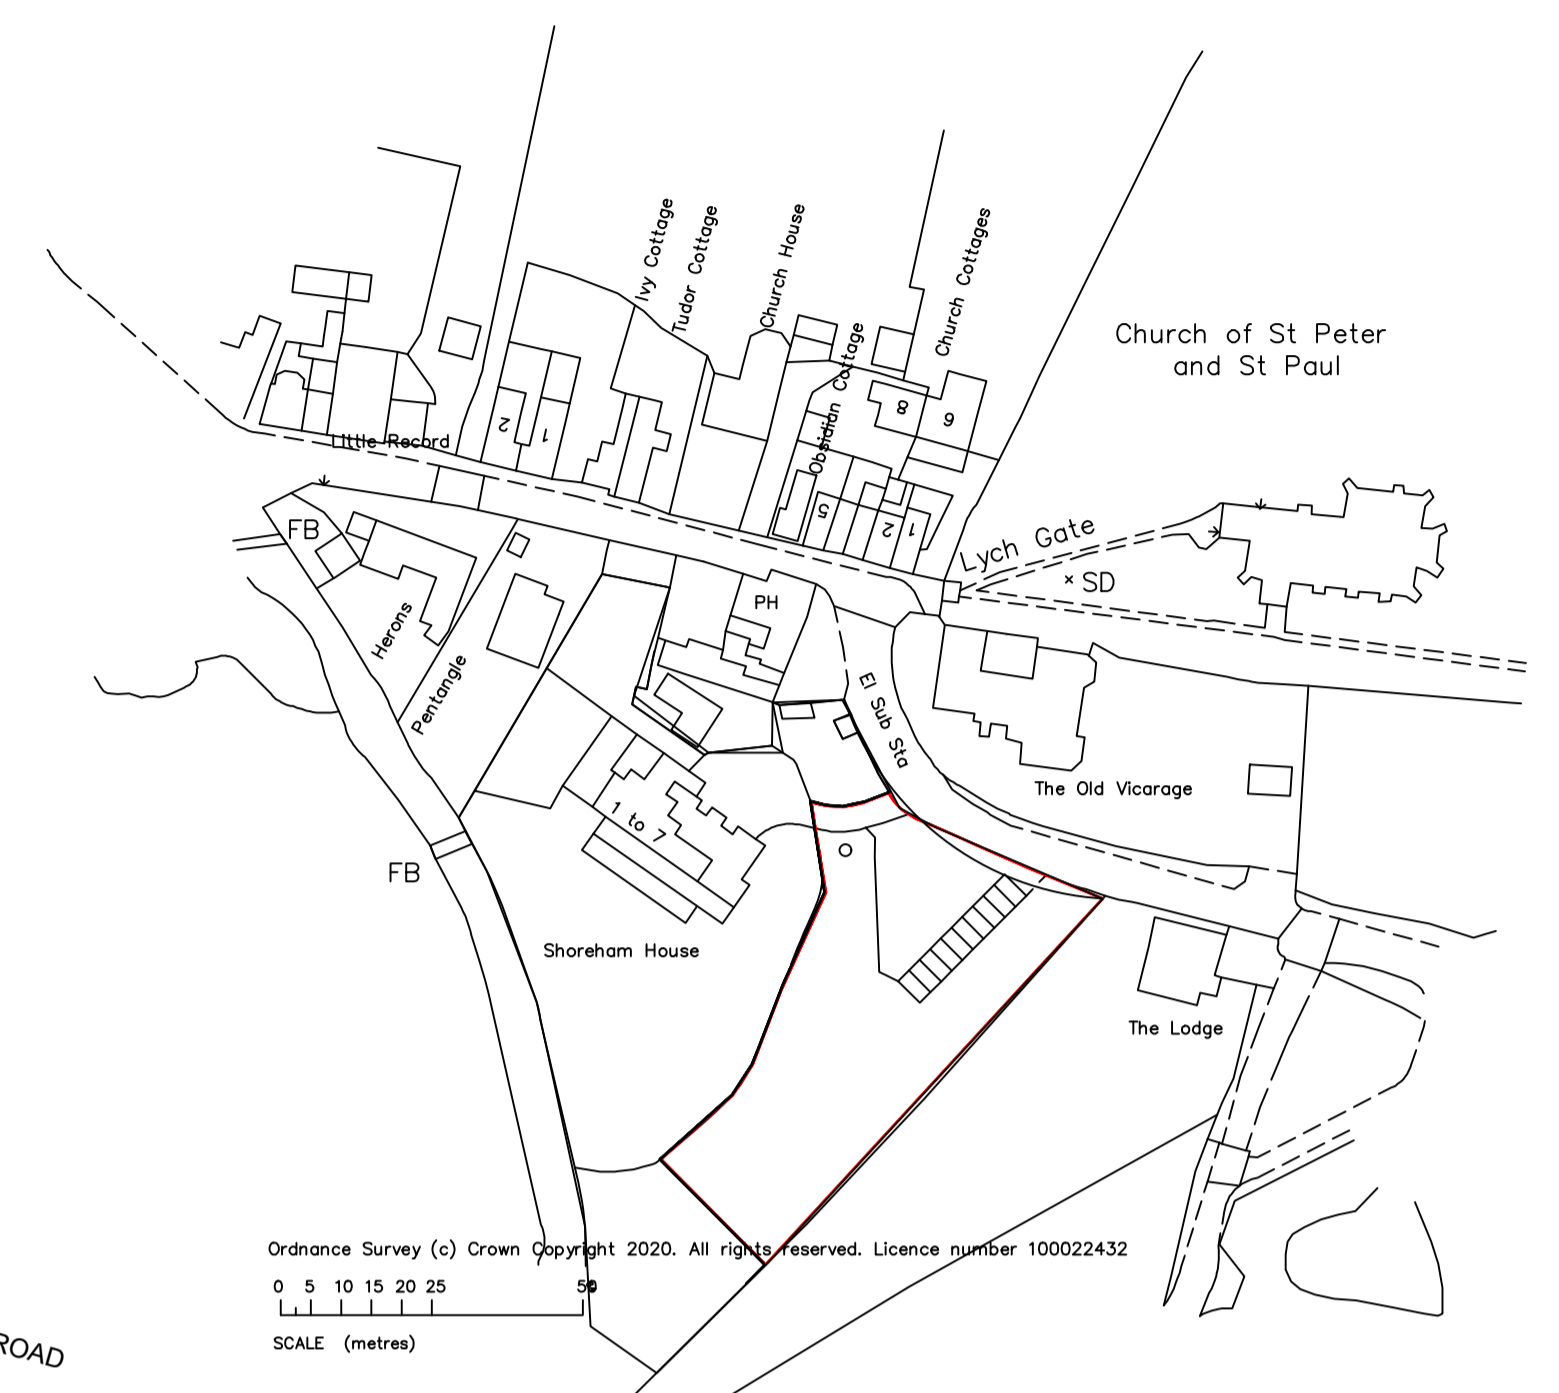 Ivy Cottage
Tudor Cottage
Church House
Obsidian Cottage
Church Cottages
Church of St Peter
and St Paul
8
6
Little Record
2
1
5
2
1
Lych Gate
SD
FB
Herons
PH
Pentangle
El Sub Sta
The Old Vicarage
1 to 7
FB
Shoreham House
The Lodge
Ordnance Survey (c) Crown Copyright 2020. All rights reserved. Licence number 100022432
0 5 10 15 20 25 50
SCALE (metres)
ROAD